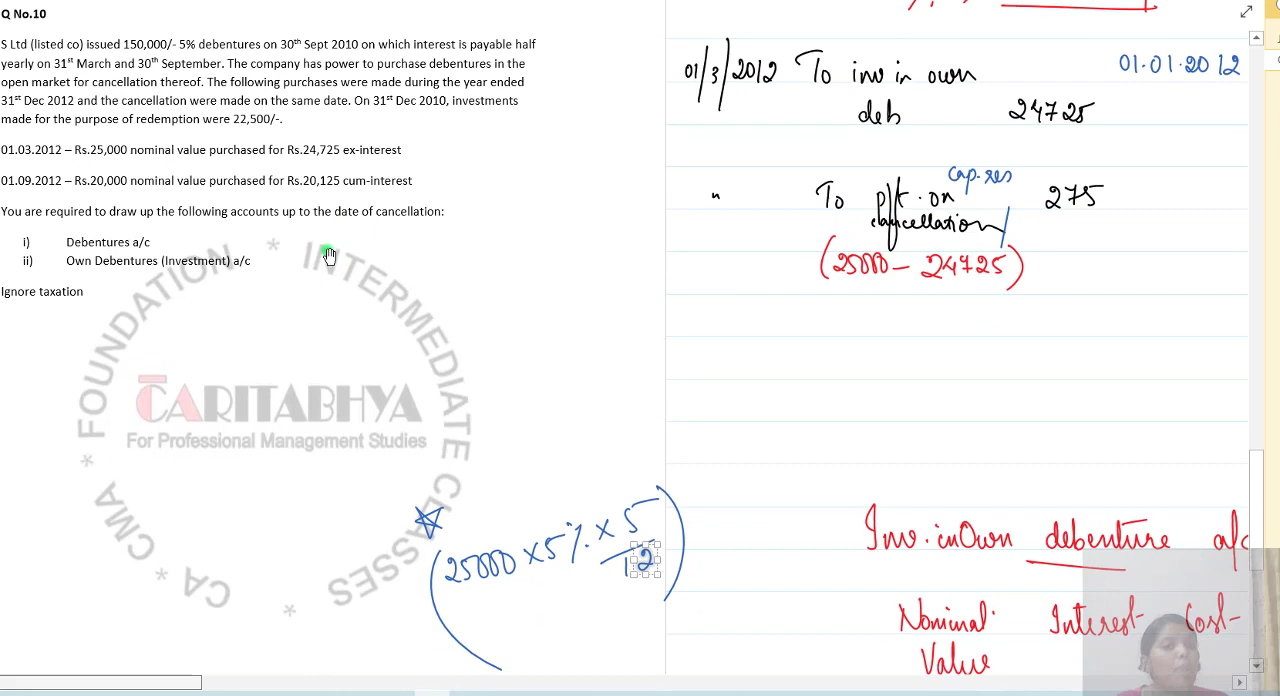 Q No.10
S Ltd (listed co) issued 150,000/- 5% debentures on 30th Sept 2010 on which interest is payable half
yearly on 31st March and 30th September. The company has power to purchase debentures in the
open market for cancellation thereof. The following purchases were made during the year ended
31st Dec 2012 and the cancellation were made on the same date. On 31st Dec 2010, investments
made for the purpose of redemption were 22,500/-.
01.03.2012 – Rs.25,000 nominal value purchased for Rs.24,725 ex-interest
01.09.2012 – Rs.20,000 nominal value purchased for Rs.20,125 cum-interest
You are required to draw up the following accounts up to the date of cancellation:
i) Debentures a/c
ii) Own Debentures (Investment) a/c
Ignore taxation
* FOUNDATION * INTERMEDIATE CLASSES * CA * CMA *
CARITABHYA
For Professional Management Studies
(25000 × 5% × 5/12)
01/3/2012 To inv in own 01.01.2012
deb 24725
" To pft. on cap. res 275
cancellation
(25000 – 24725)
Inv. in Own debenture a/c
Nominal Interest Cost
Value